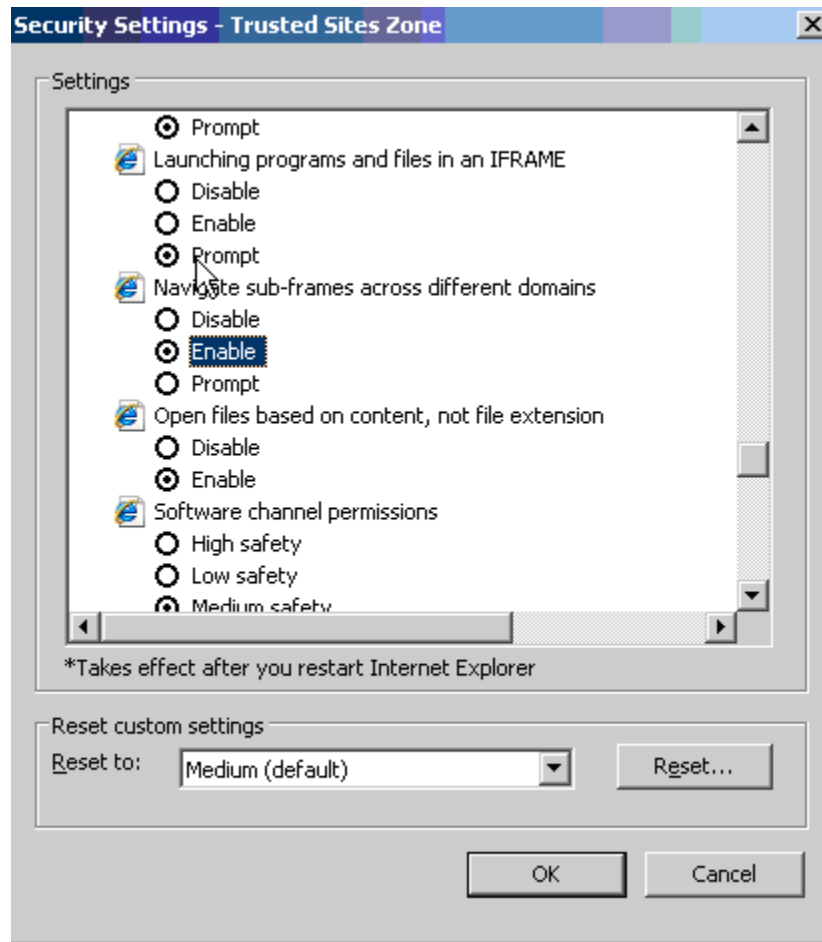 Security Settings - Trusted Sites Zone
Settings
Prompt
Launching programs and files in an IFRAME
Disable
Enable
Prompt
Navigate sub-frames across different domains
Disable
Enable
Prompt
Open files based on content, not file extension
Disable
Enable
Software channel permissions
High safety
Low safety
Medium safety
*Takes effect after you restart Internet Explorer
Reset custom settings
Reset to: Medium (default) Reset...
OK Cancel